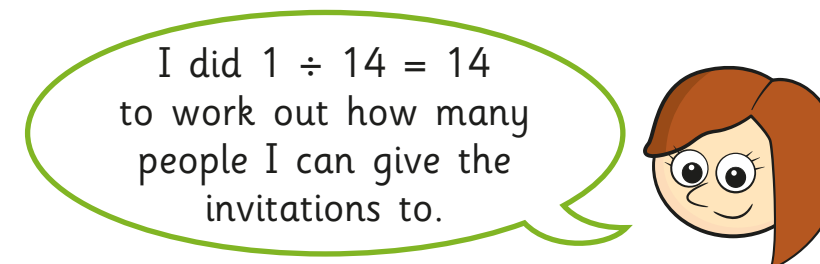 I did 1 ÷ 14 = 14
to work out how many
people I can give the
invitations to.